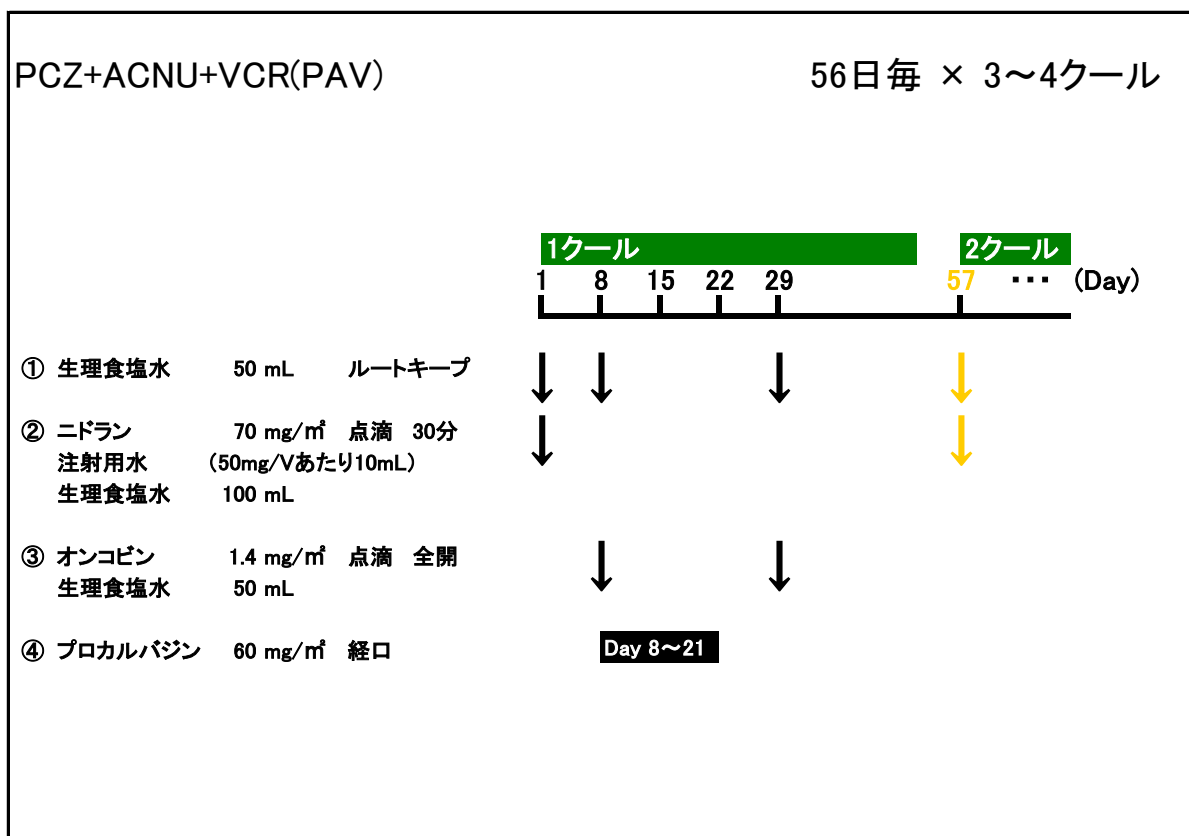 PCZ+ACNU+VCR(PAV) 56日毎 × 3～4クール
1クール 2クール
1 8 15 22 29 57 ･･･ (Day)
① 生理食塩水 50 mL ルートキープ
② ニドラン 70 mg/㎡ 点滴 30分
注射用水 (50mg/Vあたり10mL)
生理食塩水 100 mL
③ オンコビン 1.4 mg/㎡ 点滴 全開
生理食塩水 50 mL
④ プロカルバジン 60 mg/㎡ 経口 Day 8～21